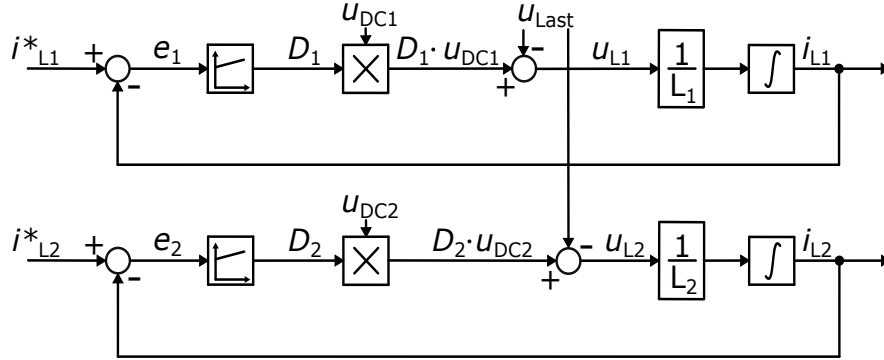 u_DC1 u_Last
i*_L1 + e_1 D_1 D_1·u_DC1 - u_L1 1/L_1 ∫ i_L1
- × +
u_DC2
i*_L2 + e_2 D_2 D_2·u_DC2 - u_L2 1/L_2 ∫ i_L2
- × +